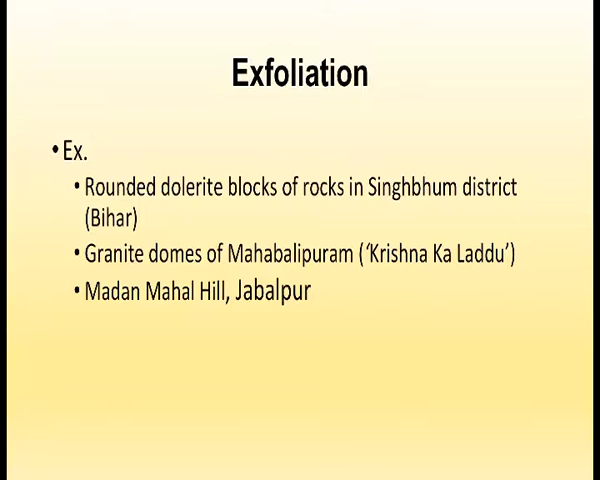 Exfoliation
• Ex.
• Rounded dolerite blocks of rocks in Singhbhum district
(Bihar)
• Granite domes of Mahabalipuram (‘Krishna Ka Laddu’)
• Madan Mahal Hill, Jabalpur